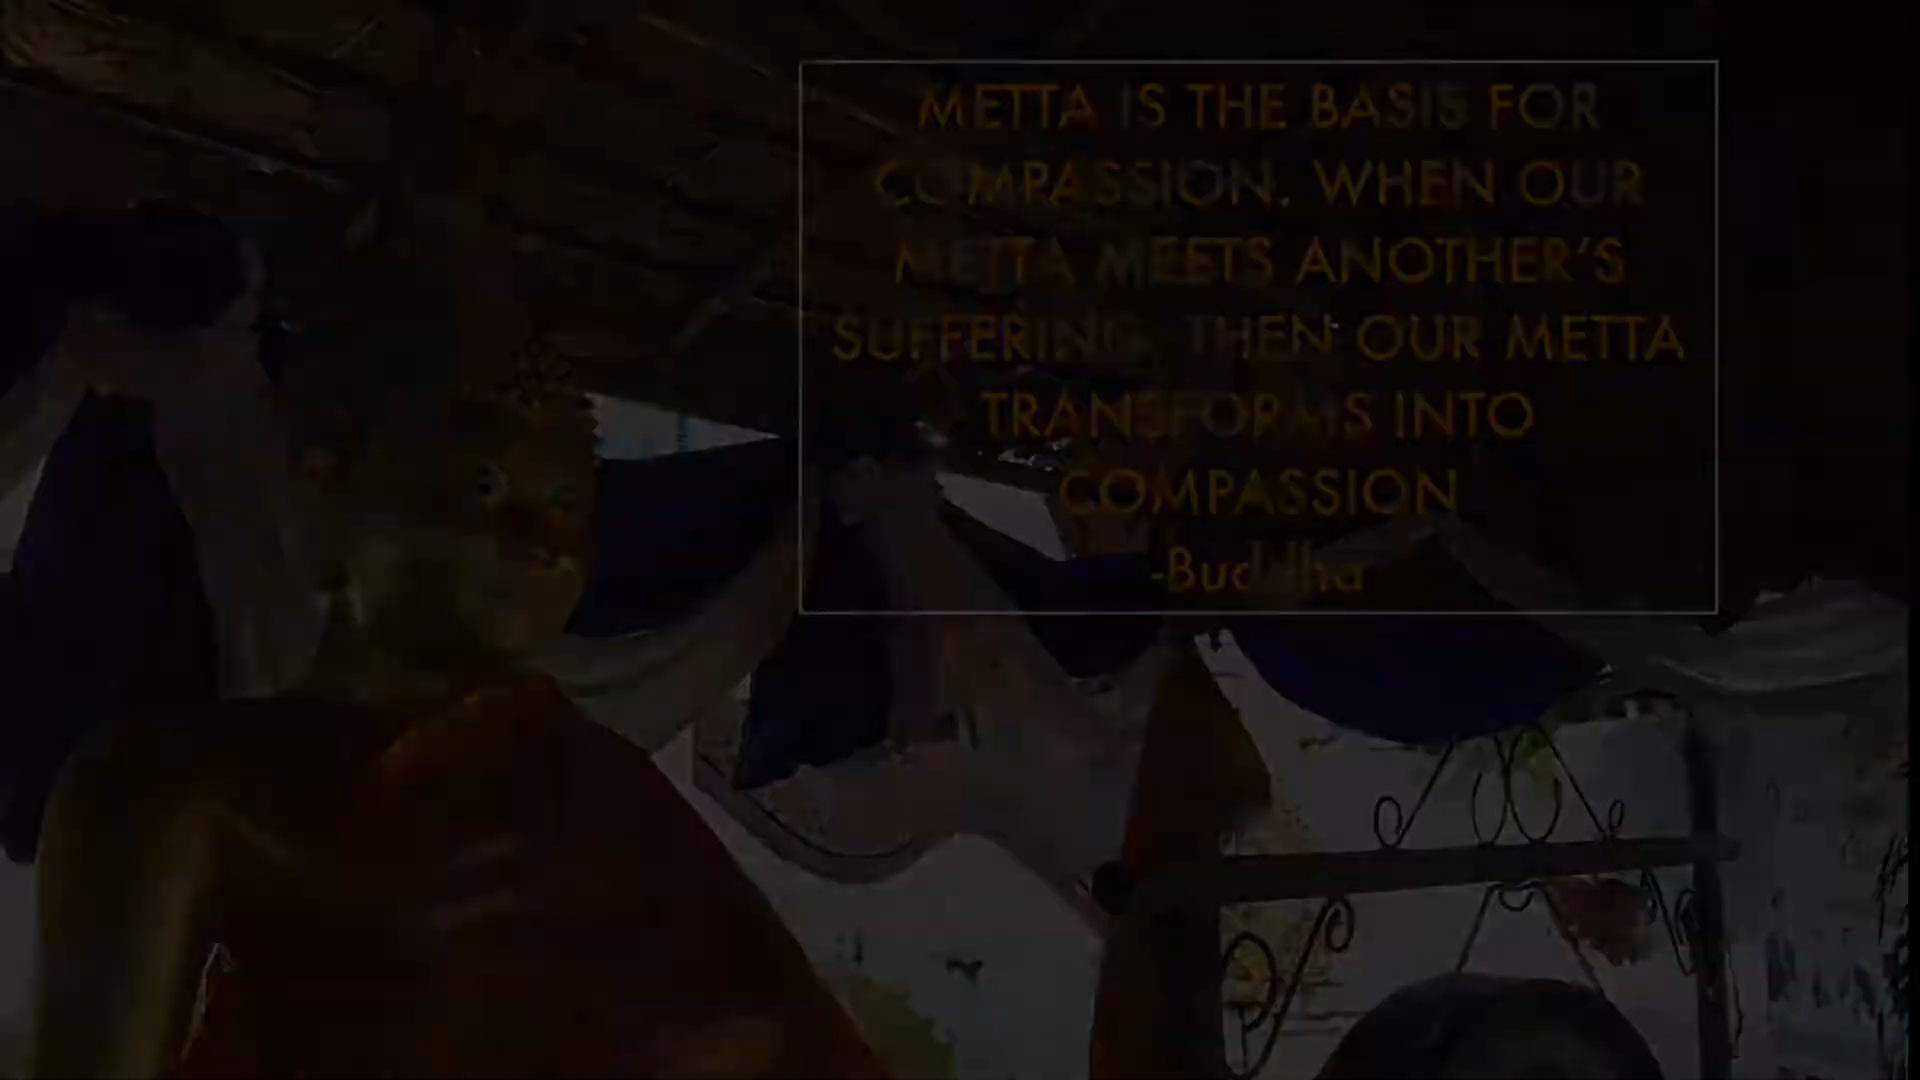 METTA IS THE BASIS FOR
COMPASSION. WHEN OUR
METTA MEETS ANOTHER'S
SUFFERING, THEN OUR METTA
TRANSFORMS INTO
COMPASSION
-Buddha